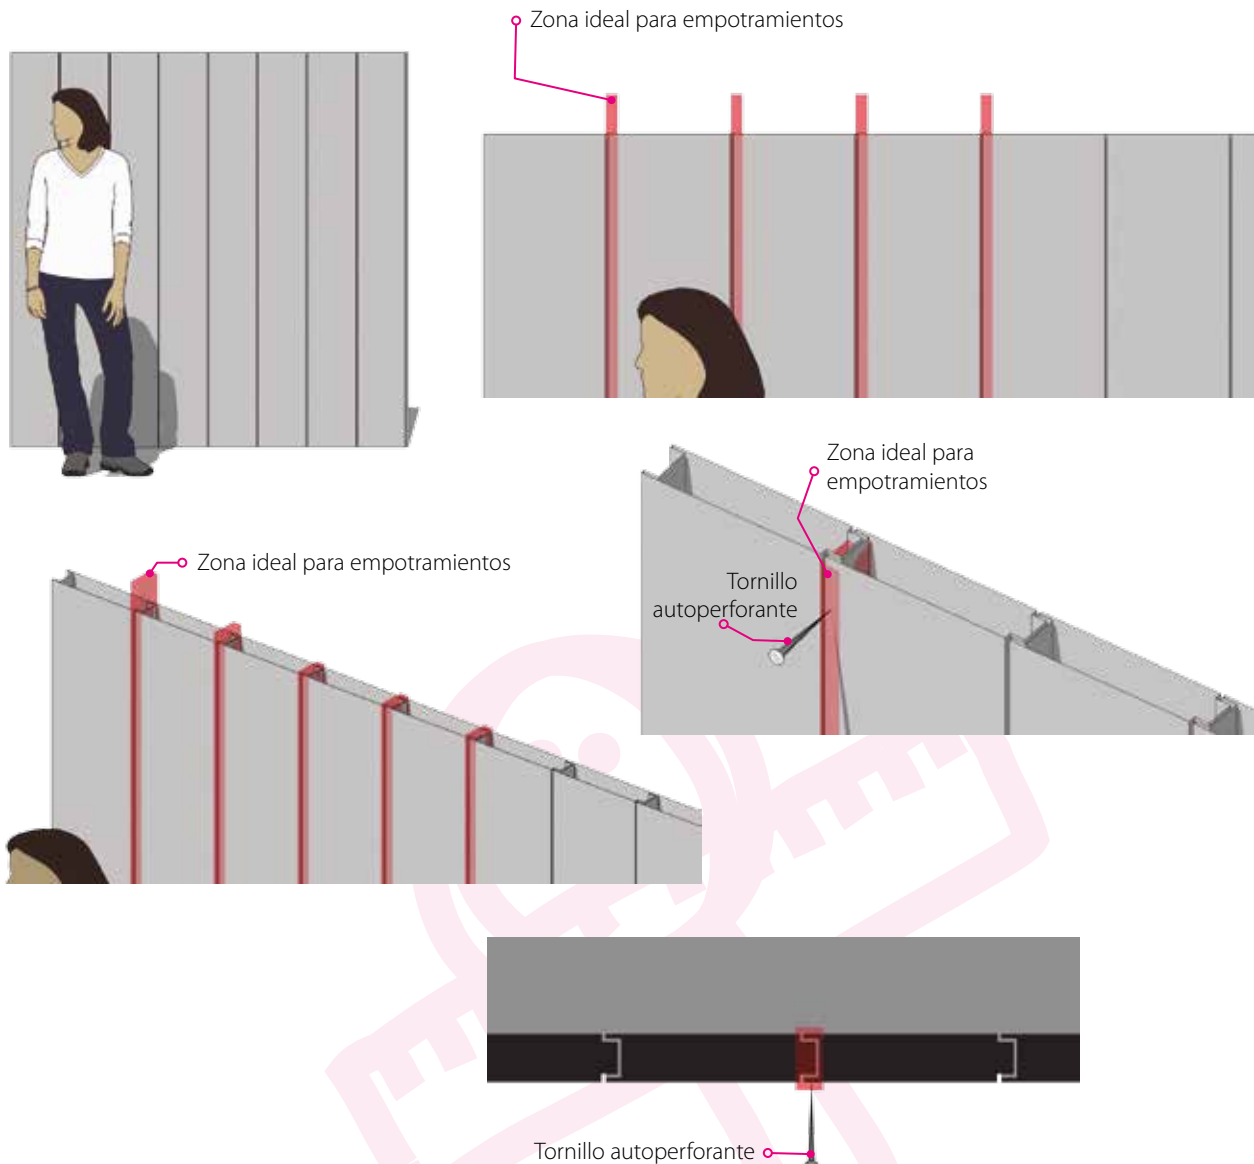 Zona ideal para empotramientos
Zona ideal para
empotramientos
Zona ideal para empotramientos
Tornillo
autoperforante
Tornillo autoperforante